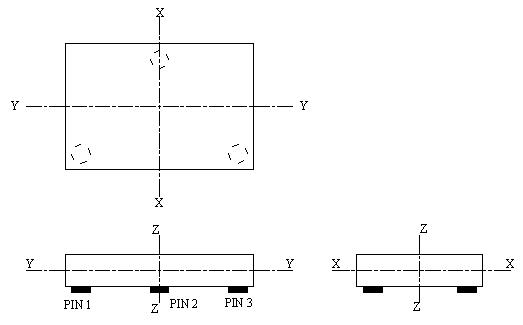 X
Y Y
X
Z Z
Y Y X X
PIN 1 Z PIN 2 PIN 3 Z